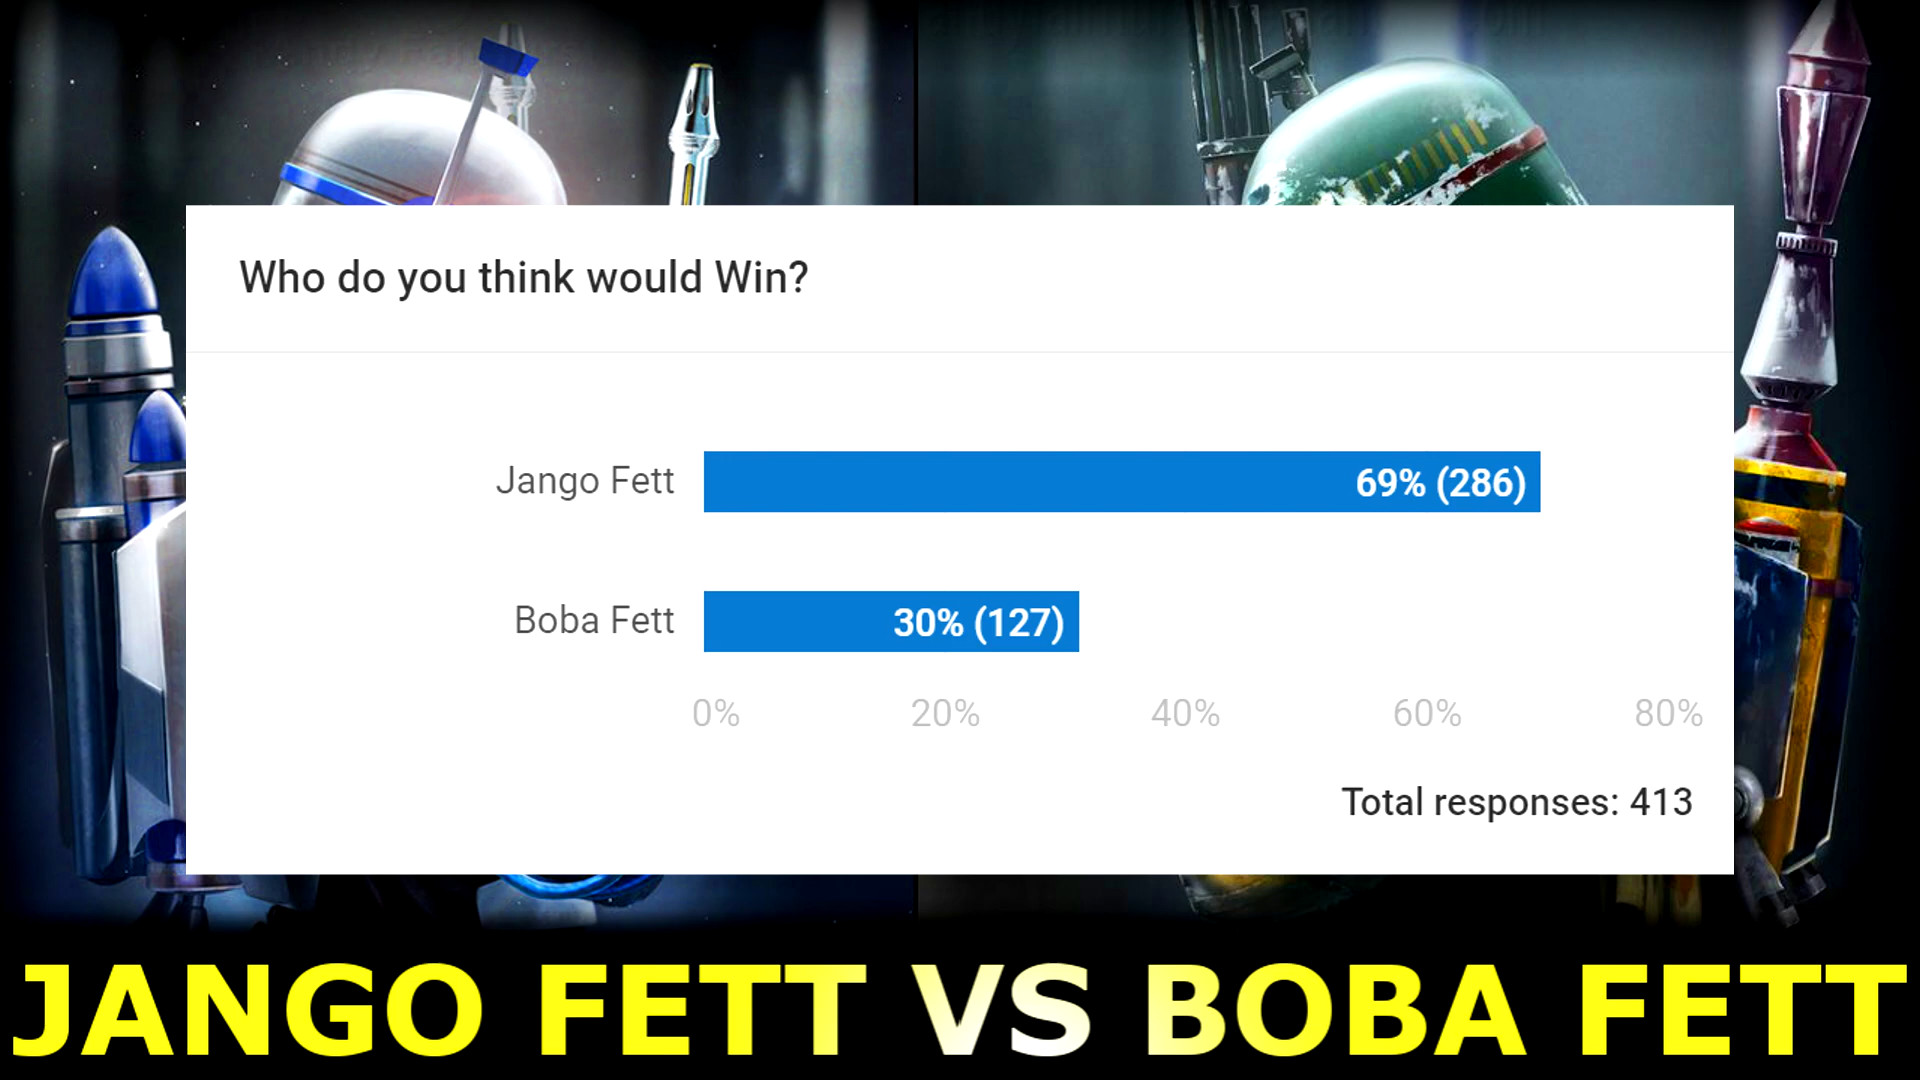 Who do you think would Win?
Jango Fett
69% (286)
Boba Fett
30% (127)
0% 20% 40% 60% 80%
Total responses: 413
JANGO FETT VS BOBA FETT